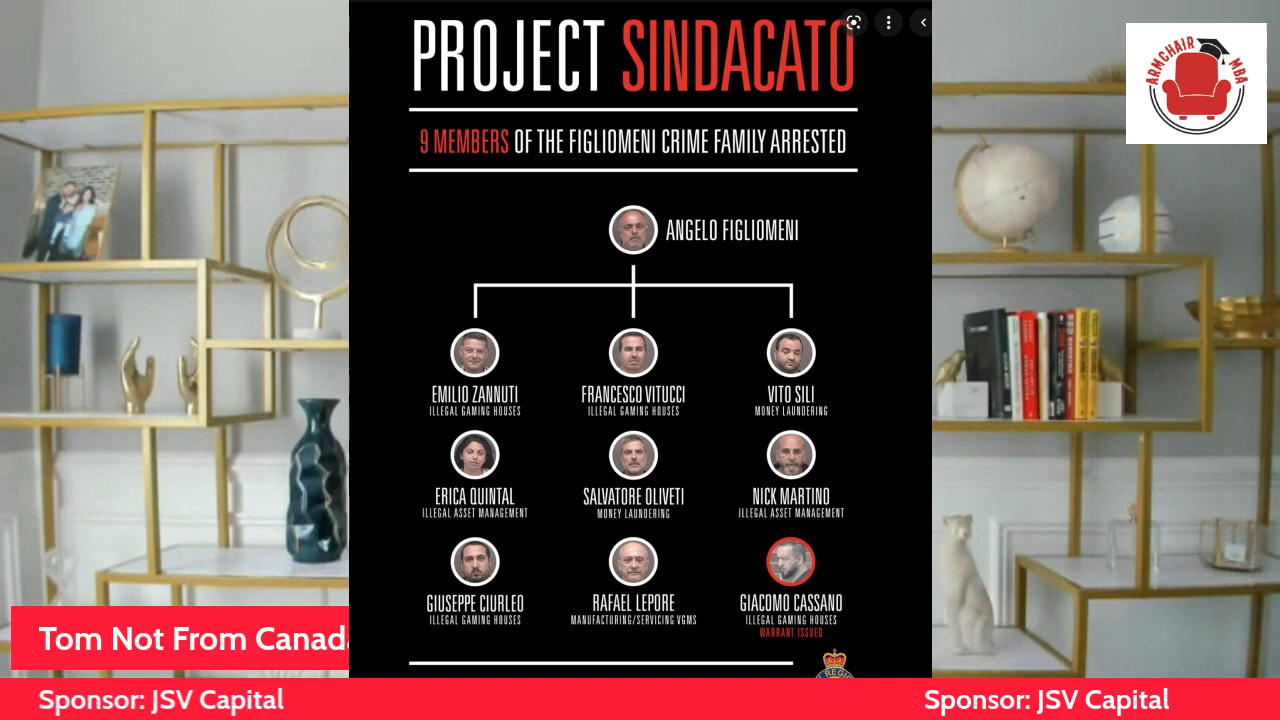 PROJECT SINDACATO
9 MEMBERS OF THE FIGLIOMENI CRIME FAMILY ARRESTED
ANGELO FIGLIOMENI
EMILIO ZANNUTI
ILLEGAL GAMING HOUSES
FRANCESCO VITUCCI
ILLEGAL GAMING HOUSES
VITO SILI
MONEY LAUNDERING
ERICA QUINTAL
ILLEGAL ASSET MANAGEMENT
SALVATORE OLIVETI
MONEY LAUNDERING
NICK MARTINO
ILLEGAL ASSET MANAGEMENT
GIUSEPPE CIURLEO
ILLEGAL GAMING HOUSES
RAFAEL LEPORE
MANUFACTURING/SERVICING VGMS
GIACOMO CASSANO
ILLEGAL GAMING HOUSES
WARRANT ISSUED
REGIO
ARMCHAIR MBA
Tom Not From Canada
Sponsor: JSV Capital
Sponsor: JSV Capital